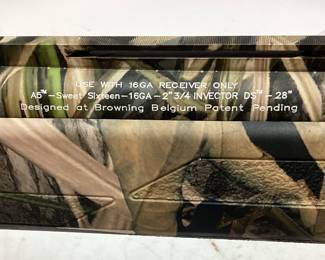 USE WITH 16GA RECEIVER ONLY
A5™-Sweet Sixteen-16GA-2"3/4 INVECTOR DS™-28"
Designed at Browning Belgium Patent Pending